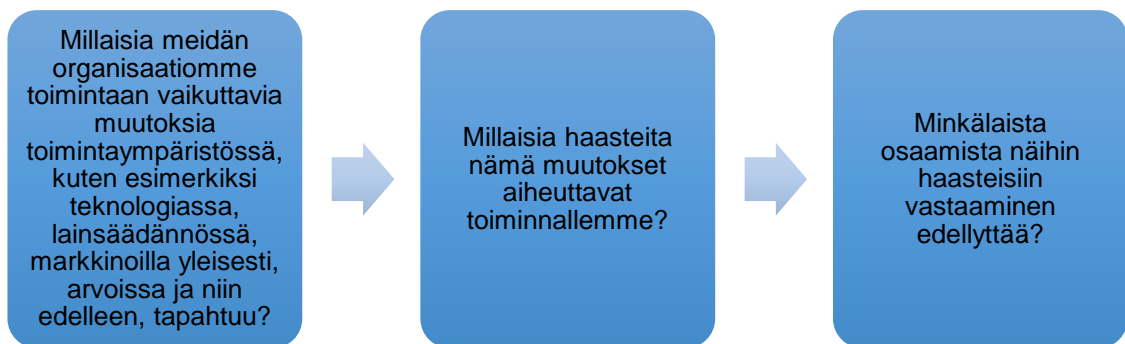 Millaisia meidän
organisaatiomme
toimintaan vaikuttavia
muutoksia
toimintaympäristössä,
kuten esimerkiksi
teknologiassa,
lainsäädännössä,
markkinoilla yleisesti,
arvoissa ja niin
edelleen, tapahtuu?
Millaisia haasteita
nämä muutokset
aiheuttavat
toiminnallemme?
Minkälaista
osaamista näihin
haasteisiin
vastaaminen
edellyttää?